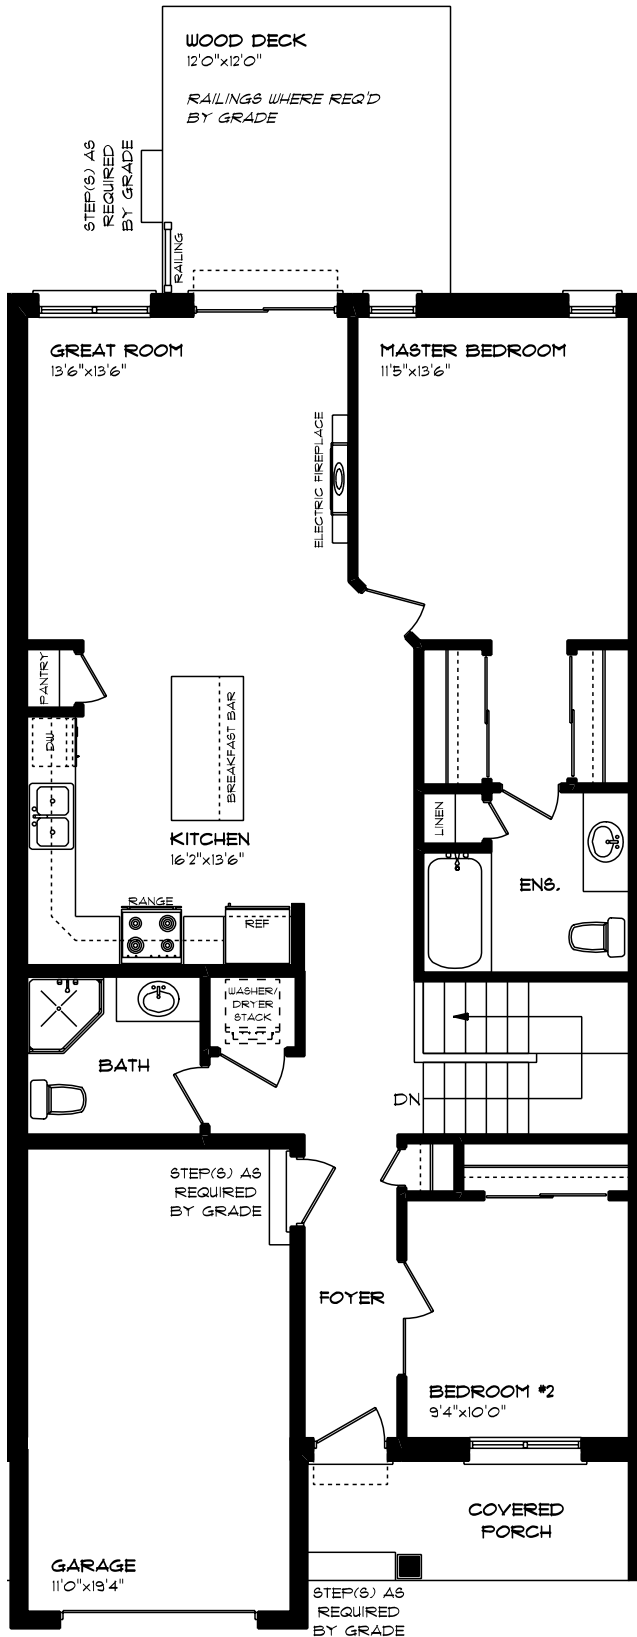 WOOD DECK
12'0"x12'0"
RAILINGS WHERE REQ'D
BY GRADE
STEP(S) AS
REQUIRED
BY GRADE
RAILING
GREAT ROOM
13'6"x13'6"
MASTER BEDROOM
11'5"x13'6"
ELECTRIC FIREPLACE
PANTRY
DW
BREAKFAST BAR
KITCHEN
16'2"x13'6"
LINEN
ENS.
RANGE
REF
WASHER/
DRYER
STACK
BATH
DN
STEP(S) AS
REQUIRED
BY GRADE
FOYER
BEDROOM #2
9'4"x10'0"
COVERED
PORCH
GARAGE
11'0"x19'4"
STEP(S) AS
REQUIRED
BY GRADE